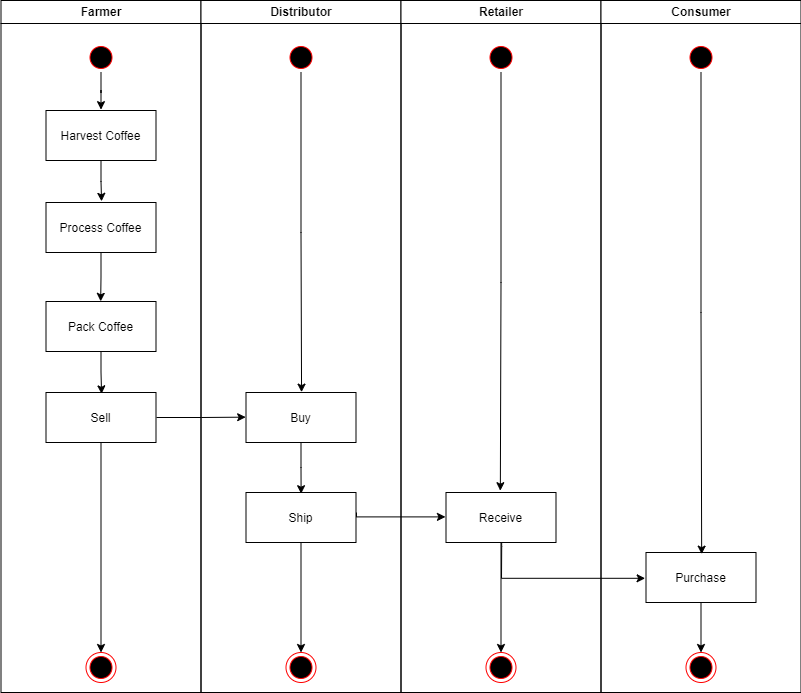 Farmer
Distributor
Retailer
Consumer
Harvest Coffee
Process Coffee
Pack Coffee
Sell
Buy
Ship
Receive
Purchase